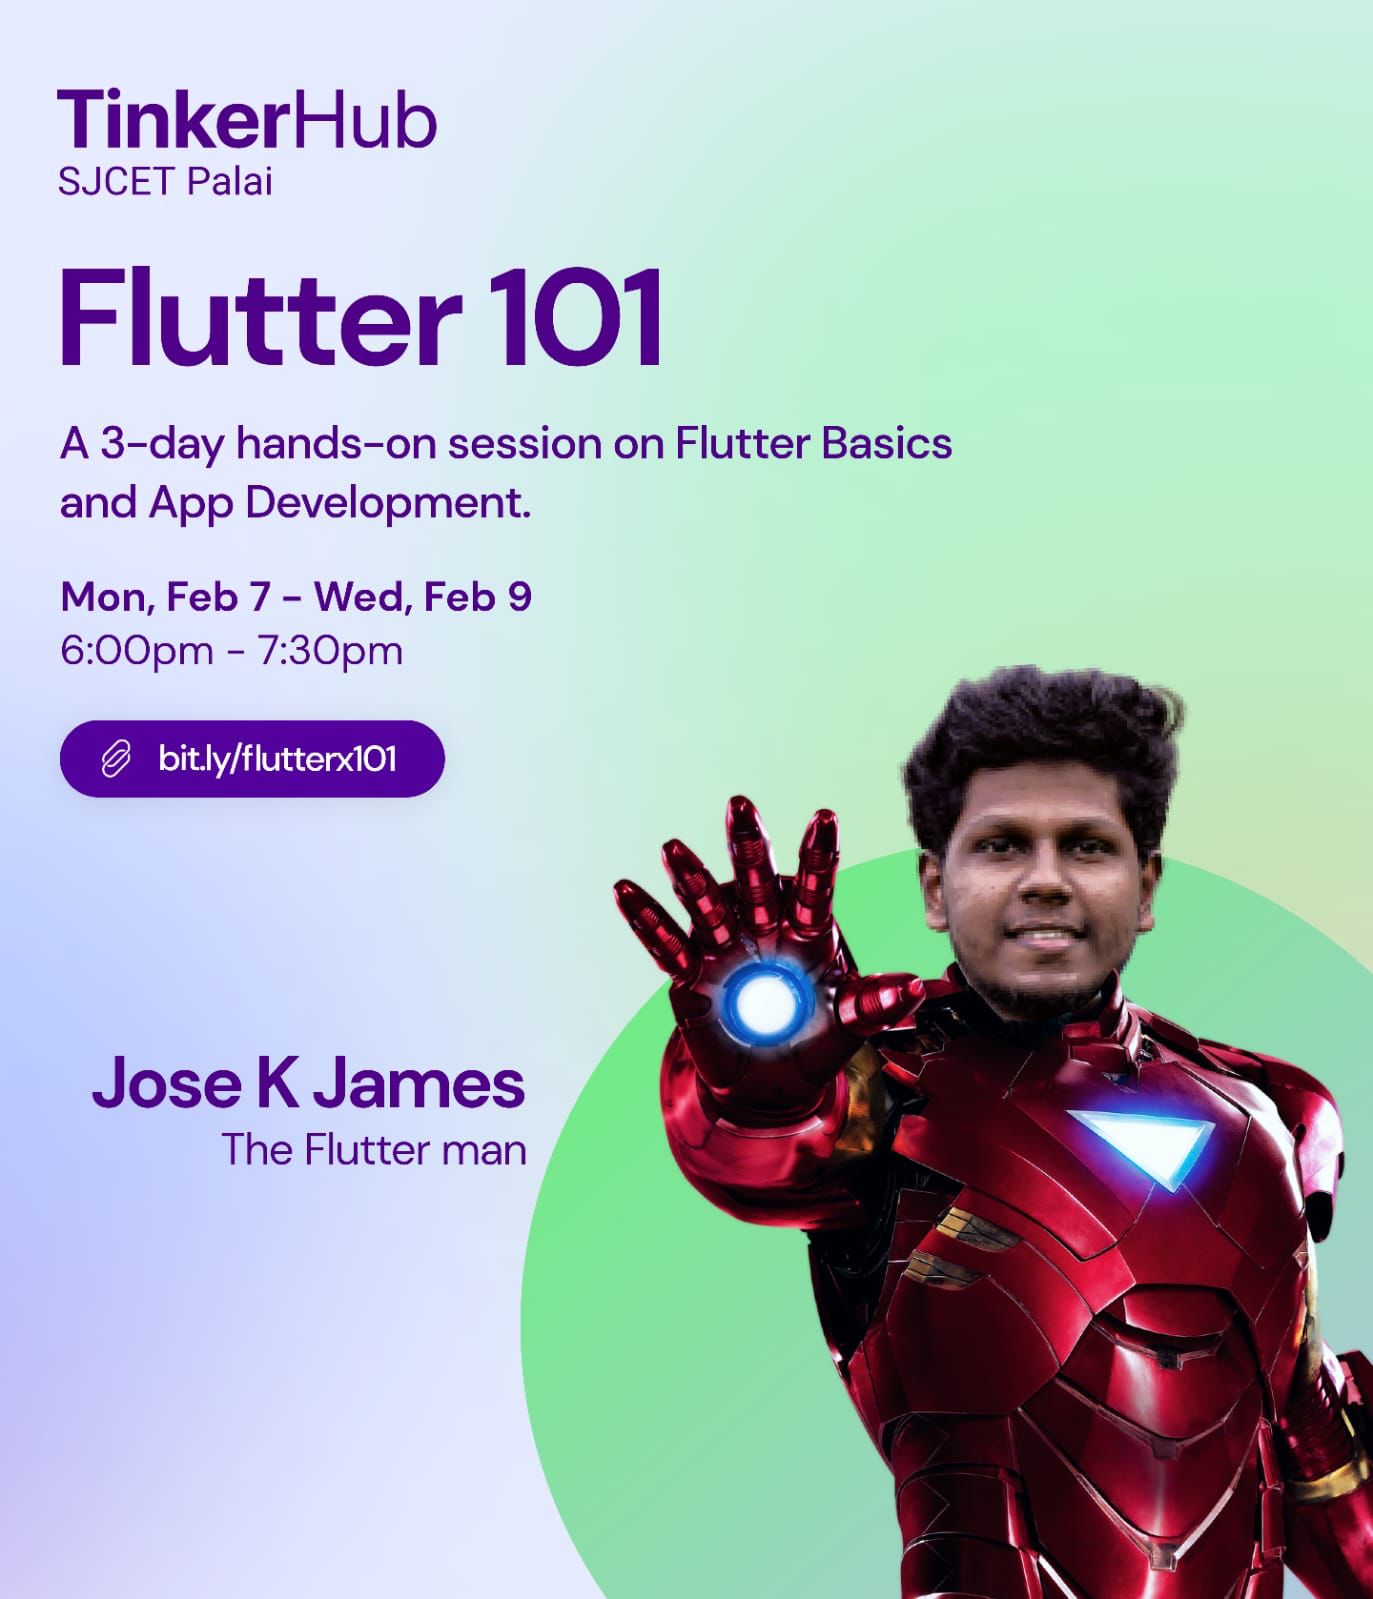 TinkerHub
SJCET Palai
Flutter 101
A 3-day hands-on session on Flutter Basics
and App Development.
Mon, Feb 7 - Wed, Feb 9
6:00pm - 7:30pm
bit.ly/flutterx101
Jose K James
The Flutter man